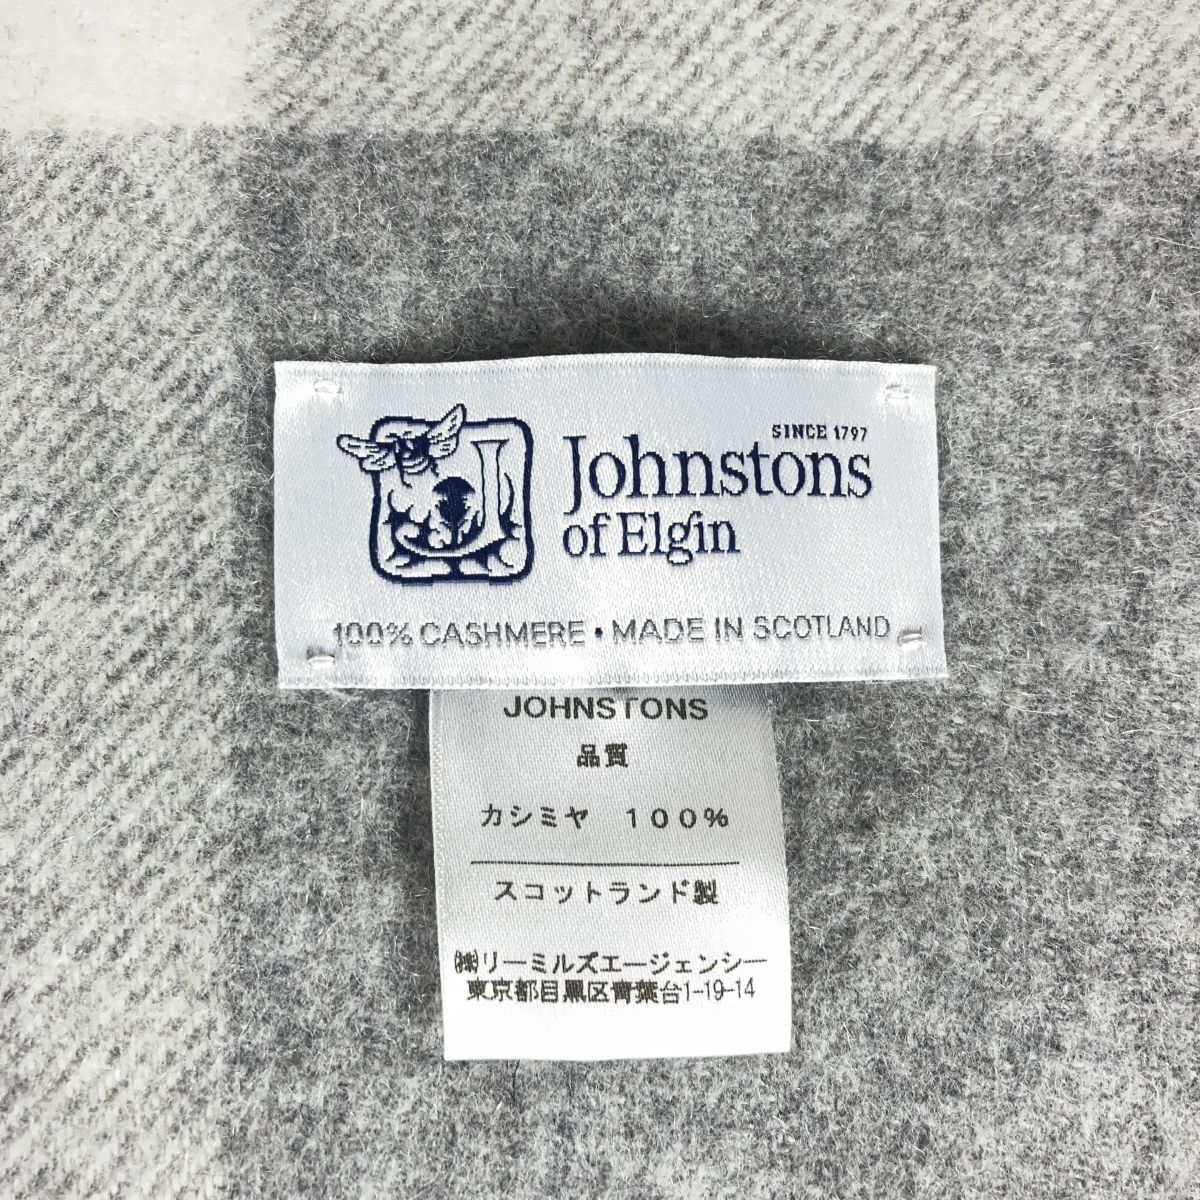 SINCE 1797
Johnstons
of Elgin
100% CASHMERE • MADE IN SCOTLAND
JOHNSTONS
品質
カシミヤ　１００％
スコットランド製
㈱リーミルズエージェンシー
東京都目黒区青葉台1-19-14